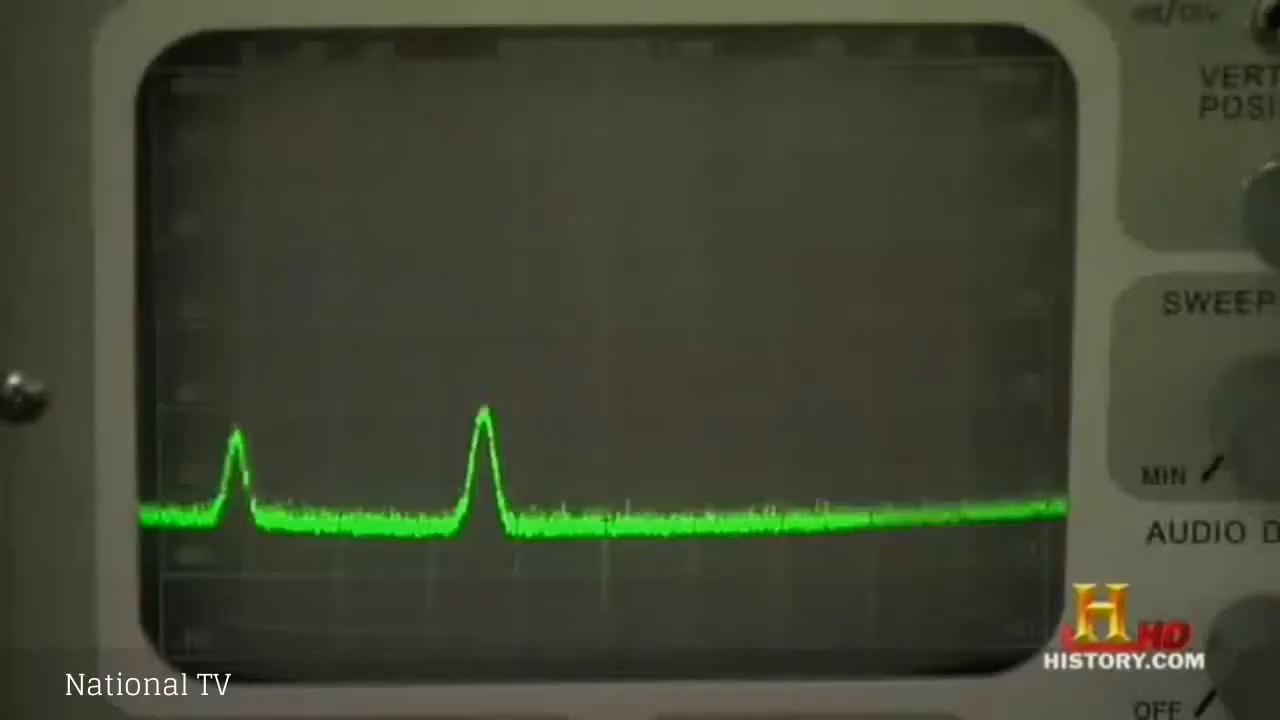 VERT
POSI
SWEEP
MIN
AUDIO D
H HD
HISTORY.COM
National TV
OFF